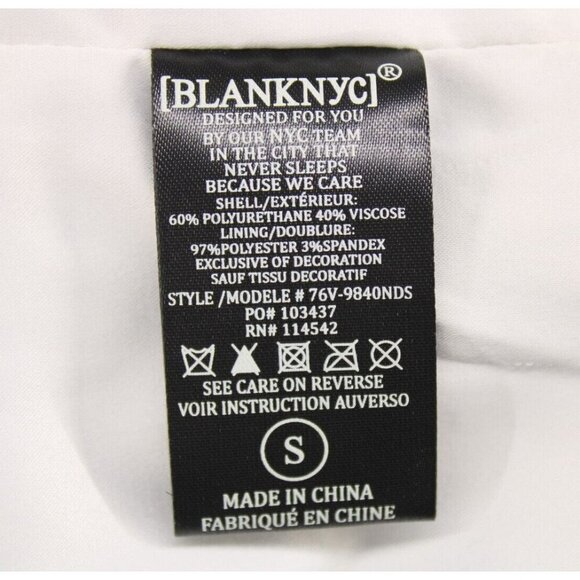 [BLANKNYC]®
DESIGNED FOR YOU
BY OUR NYC TEAM
IN THE CITY THAT
NEVER SLEEPS
BECAUSE WE CARE
SHELL/EXTÉRIEUR:
60% POLYURETHANE 40% VISCOSE
LINING/DOUBLURE:
97%POLYESTER 3%SPANDEX
EXCLUSIVE OF DECORATION
SAUF TISSU DECORATIF
STYLE /MODELE # 76V-9840NDS
PO# 103437
RN# 114542
SEE CARE ON REVERSE
VOIR INSTRUCTION AUVERSO
S
MADE IN CHINA
FABRIQUÉ EN CHINE